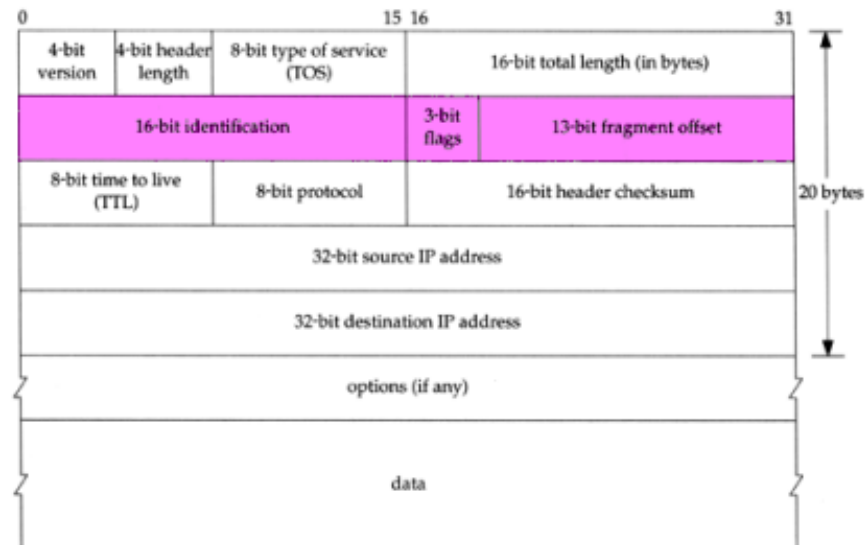 0 15 16 31
4-bit version
4-bit header length
8-bit type of service (TOS)
16-bit total length (in bytes)
16-bit identification
3-bit flags
13-bit fragment offset
8-bit time to live (TTL)
8-bit protocol
16-bit header checksum
20 bytes
32-bit source IP address
32-bit destination IP address
options (if any)
data